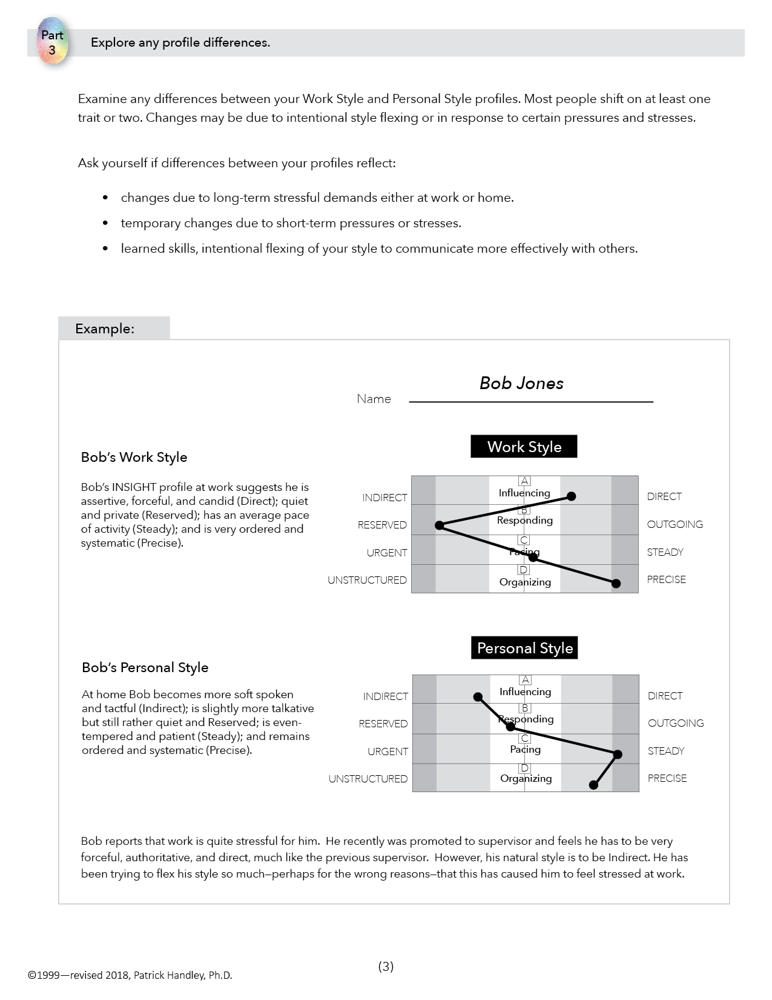 Part
3
Explore any profile differences.
Examine any differences between your Work Style and Personal Style profiles. Most people shift on at least one
trait or two. Changes may be due to intentional style flexing or in response to certain pressures and stresses.
Ask yourself if differences between your profiles reflect:
• changes due to long-term stressful demands either at work or home.
• temporary changes due to short-term pressures or stresses.
• learned skills, intentional flexing of your style to communicate more effectively with others.
Example:
Name Bob Jones
Bob’s Work Style
Bob’s INSIGHT profile at work suggests he is
assertive, forceful, and candid (Direct); quiet
and private (Reserved); has an average pace
of activity (Steady); and is very ordered and
systematic (Precise).
Work Style
A
INDIRECT Influencing DIRECT
B
RESERVED Responding OUTGOING
C
URGENT Pacing STEADY
D
UNSTRUCTURED Organizing PRECISE
Bob’s Personal Style
At home Bob becomes more soft spoken
and tactful (Indirect); is slightly more talkative
but still rather quiet and Reserved; is even-
tempered and patient (Steady); and remains
ordered and systematic (Precise).
Personal Style
A
INDIRECT Influencing DIRECT
B
RESERVED Responding OUTGOING
C
URGENT Pacing STEADY
D
UNSTRUCTURED Organizing PRECISE
Bob reports that work is quite stressful for him.  He recently was promoted to supervisor and feels he has to be very
forceful, authoritative, and direct, much like the previous supervisor.  However, his natural style is to be Indirect. He has
been trying to flex his style so much—perhaps for the wrong reasons—that this has caused him to feel stressed at work.
(3)
©1999—revised 2018, Patrick Handley, Ph.D.